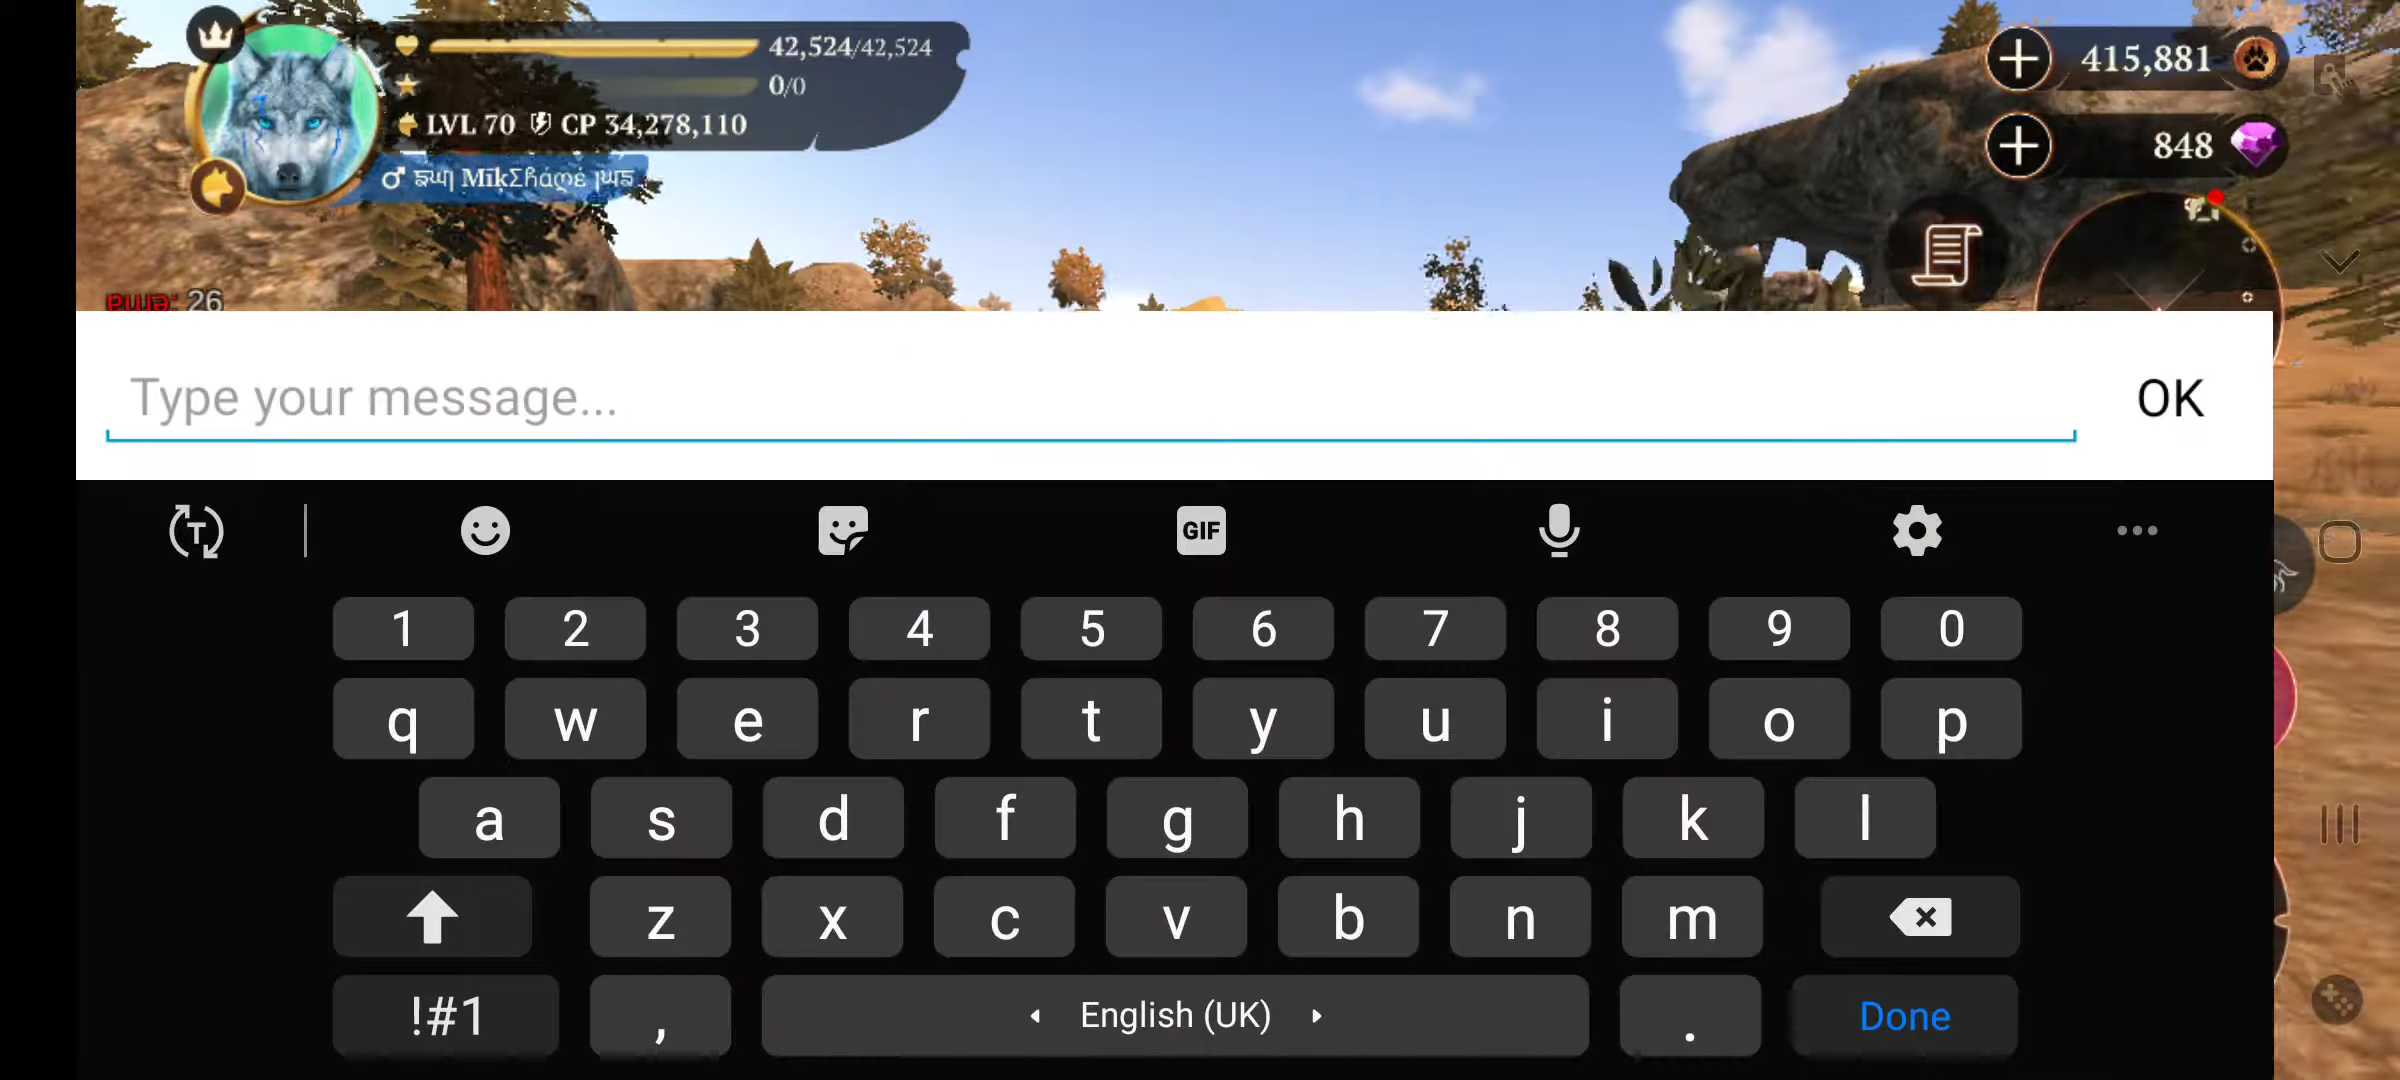 42,524/42,524
0/0
LVL 70 CP 34,278,110
415,881
848
26
Type your message...
OK
GIF
1 2 3 4 5 6 7 8 9 0
q w e r t y u i o p
a s d f g h j k l
z x c v b n m
!#1 , English (UK) . Done